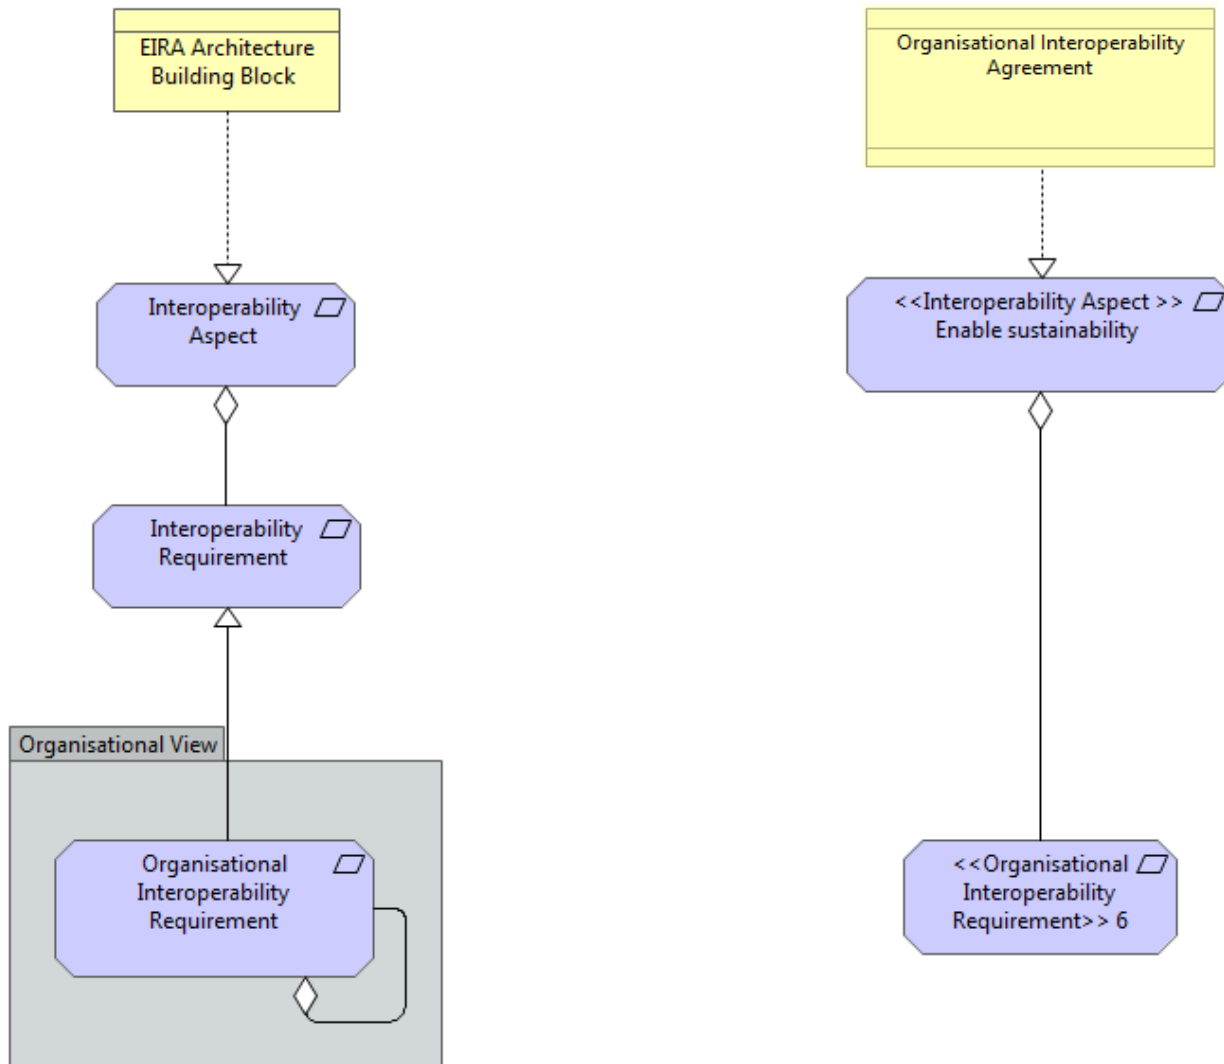 EIRA Architecture
Building Block
Organisational Interoperability
Agreement
Interoperability
Aspect
<<Interoperability Aspect >>
Enable sustainability
Interoperability
Requirement
Organisational View
Organisational
Interoperability
Requirement
<<Organisational
Interoperability
Requirement>> 6